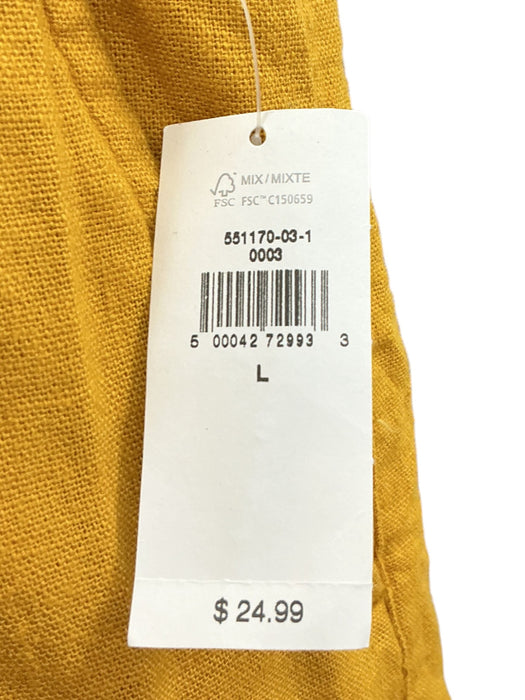 MIX/MIXTE
FSC FSC™ C150659
551170-03-1
0003
5 00042 72993 3
L
$ 24.99